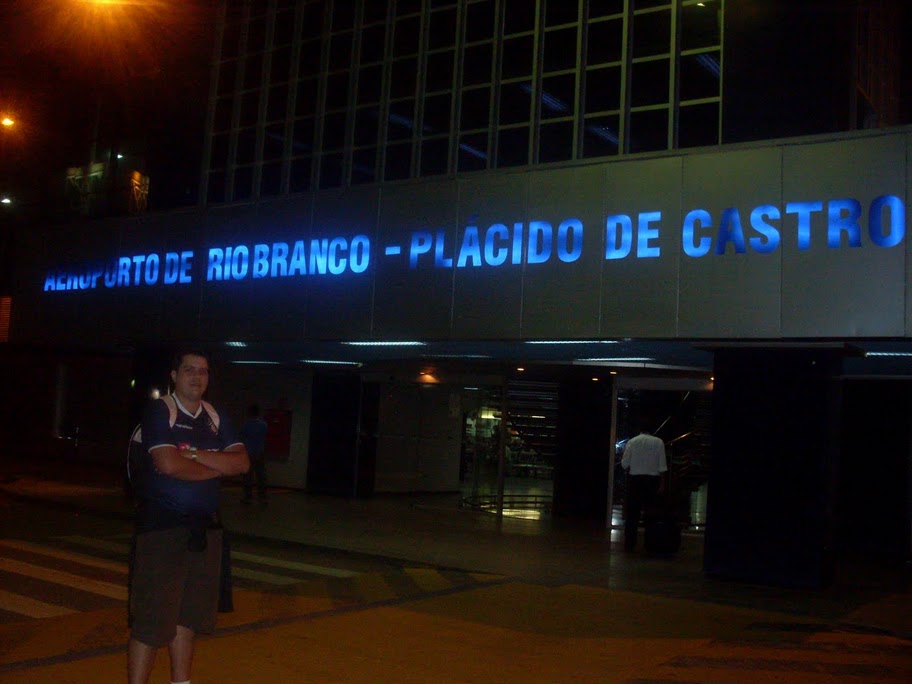 AEROPORTO DE RIO BRANCO - PLÁCIDO DE CASTRO